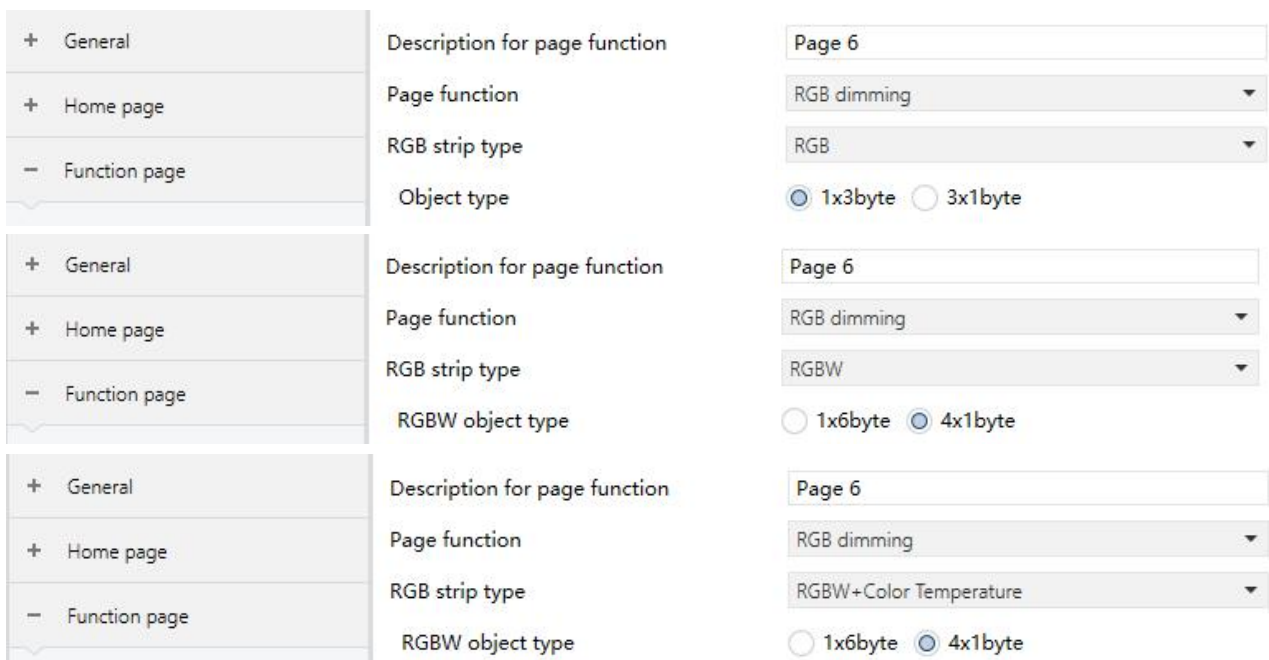 General
Description for page function Page 6
Home page
Page function RGB dimming
RGB strip type RGB
Function page
Object type 1x3byte 3x1byte
General
Description for page function Page 6
Home page
Page function RGB dimming
RGB strip type RGBW
Function page
RGBW object type 1x6byte 4x1byte
General
Description for page function Page 6
Home page
Page function RGB dimming
RGB strip type RGBW+Color Temperature
Function page
RGBW object type 1x6byte 4x1byte